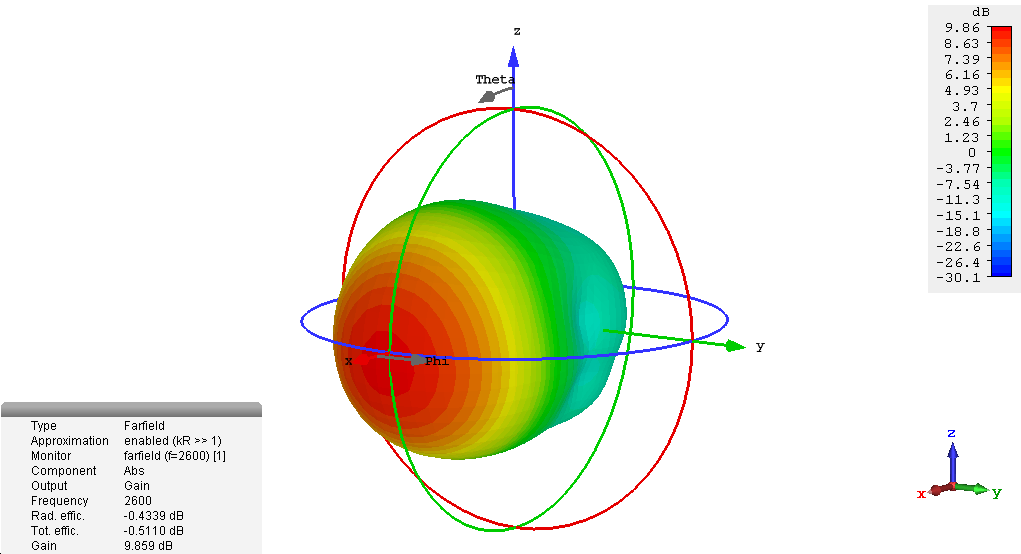 dB
9.86
8.63
7.39
6.16
4.93
3.7
2.46
1.23
0
-3.77
-7.54
-11.3
-15.1
-18.8
-22.6
-26.4
-30.1
z
Theta
x
Phi
y
Type Farfield
Approximation enabled (kR >> 1)
Monitor farfield (f=2600) [1]
Component Abs
Output Gain
Frequency 2600
Rad. effic. -0.4339 dB
Tot. effic. -0.5110 dB
Gain 9.859 dB
z
x
y